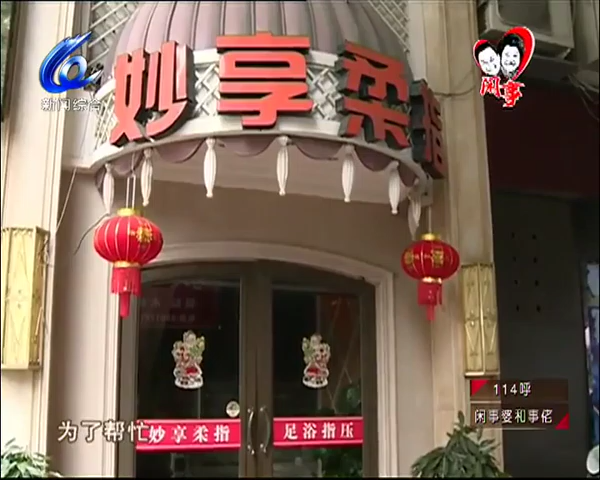 妙享柔指
新闻综合
闲事
114呼
闲事婆和事佬
为了帮忙
妙享柔指
足浴指压